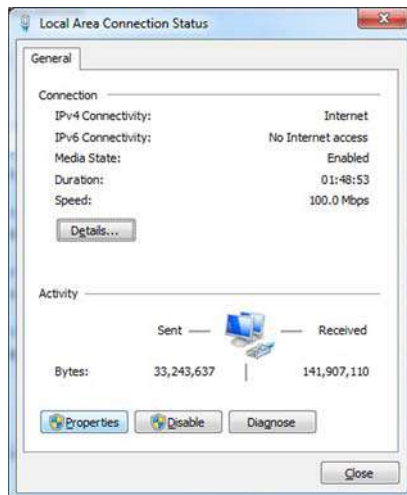 Local Area Connection Status
General
Connection
IPv4 Connectivity: Internet
IPv6 Connectivity: No Internet access
Media State: Enabled
Duration: 01:48:53
Speed: 100.0 Mbps
Details...
Activity
Sent Received
Bytes: 33,243,637 141,907,110
Properties Disable Diagnose
Close